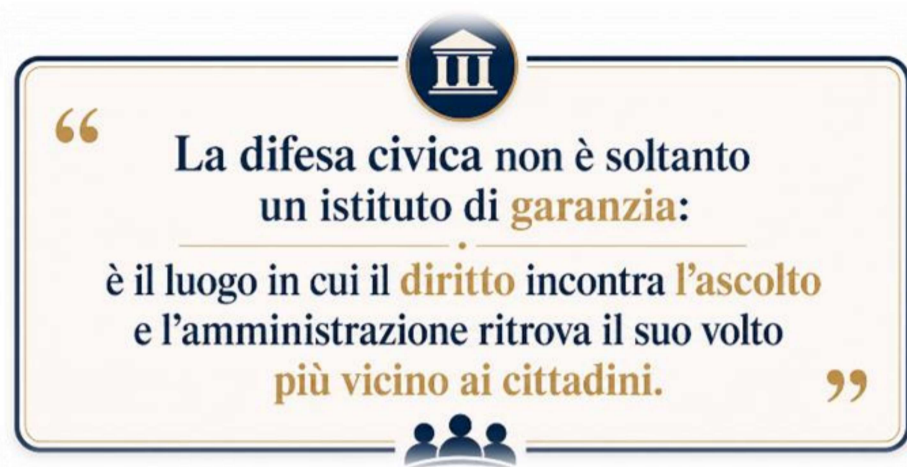 “
La difesa civica non è soltanto
un istituto di garanzia:
è il luogo in cui il diritto incontra l’ascolto
e l’amministrazione ritrova il suo volto
più vicino ai cittadini.
”